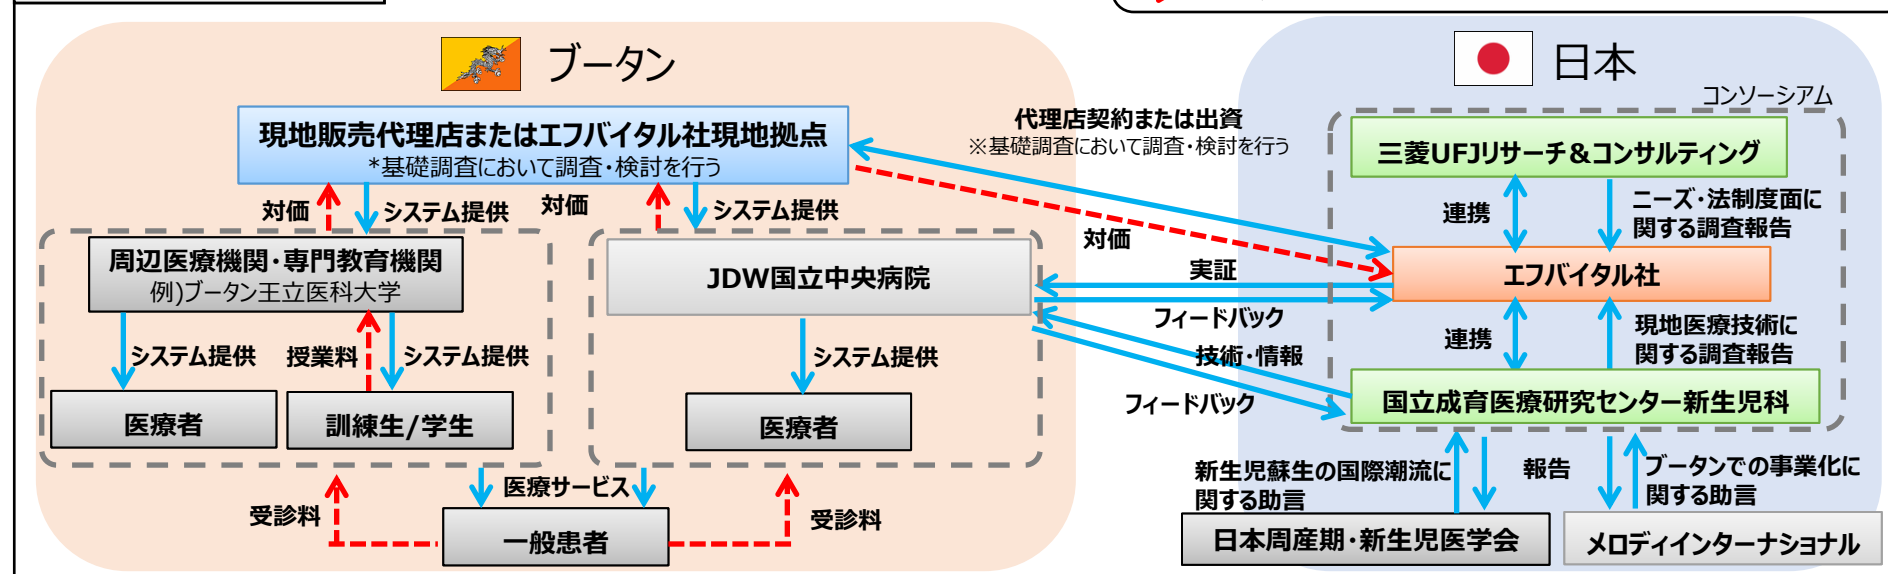 ブータン
現地販売代理店またはエフバイタル社現地拠点
*基礎調査において調査・検討を行う
対価
システム提供
対価
システム提供
周辺医療機関・専門教育機関
例)ブータン王立医科大学
JDW国立中央病院
システム提供
授業料
システム提供
システム提供
医療者
訓練生/学生
医療者
医療サービス
受診料
受診料
一般患者
代理店契約または出資
※基礎調査において調査・検討を行う
対価
実証
フィードバック
技術・情報
フィードバック
日本
コンソーシアム
三菱UFJリサーチ&コンサルティング
連携
ニーズ・法制度面に
関する調査報告
エフバイタル社
連携
現地医療技術に
関する調査報告
国立成育医療研究センター新生児科
新生児蘇生の国際潮流に
関する助言
報告
ブータンでの事業化に
関する助言
日本周産期・新生児医学会
メロディインターナショナル